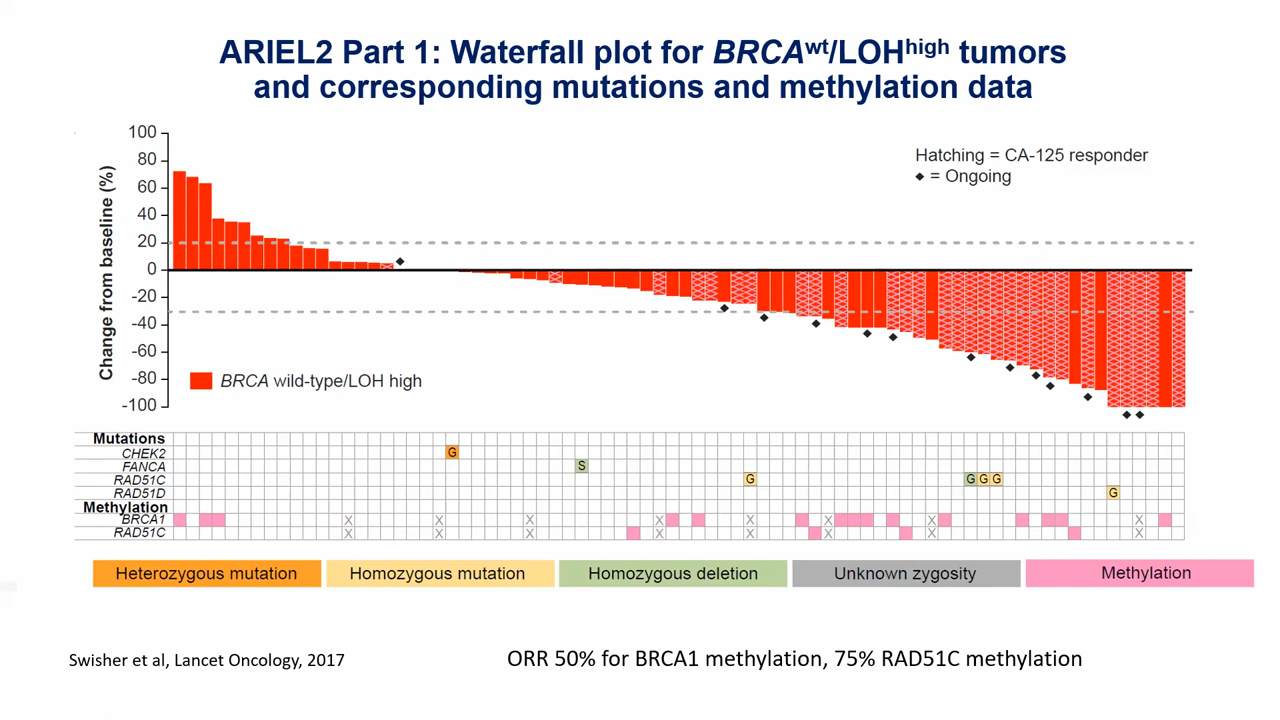 ARIEL2 Part 1: Waterfall plot for BRCAwt/LOHhigh tumors
and corresponding mutations and methylation data
100
80
60
40
20
0
-20
-40
-60
-80
-100
Change from baseline (%)
Hatching = CA-125 responder
◆ = Ongoing
BRCA wild-type/LOH high
Mutations
CHEK2 G
FANCA S
RAD51C G G G G
RAD51D G
Methylation
BRCA1 X X X X X X X X
RAD51C X X X X X X X X
Heterozygous mutation
Homozygous mutation
Homozygous deletion
Unknown zygosity
Methylation
Swisher et al, Lancet Oncology, 2017
ORR 50% for BRCA1 methylation, 75% RAD51C methylation